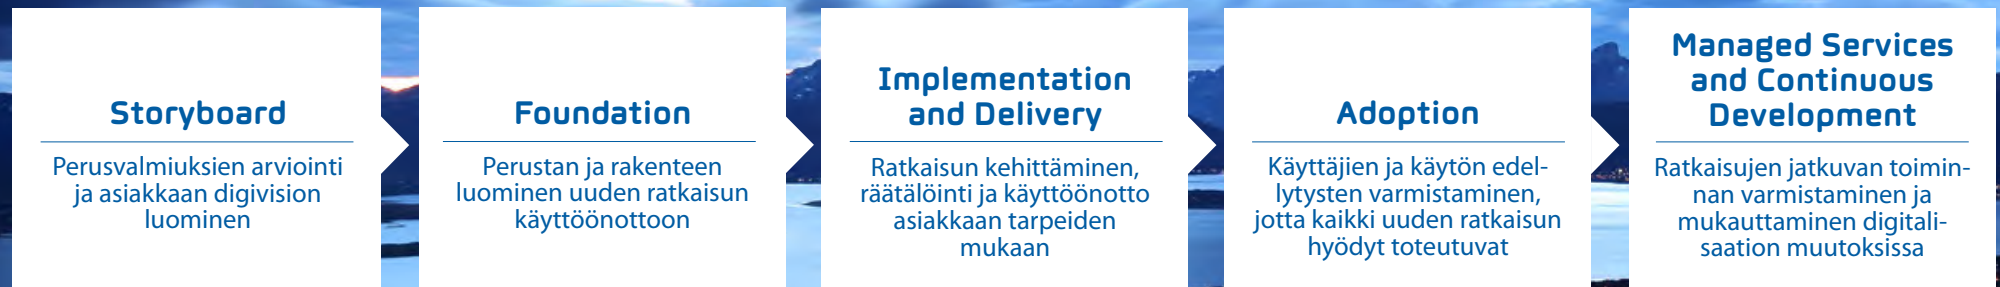 Storyboard
Perusvalmiuksien arviointi
ja asiakkaan digivision
luominen
Foundation
Perustan ja rakenteen
luominen uuden ratkaisun
käyttöönottoon
Implementation
and Delivery
Ratkaisun kehittäminen,
räätälöinti ja käyttöönotto
asiakkaan tarpeiden
mukaan
Adoption
Käyttäjien ja käytön edel-
lytysten varmistaminen,
jotta kaikki uuden ratkaisun
hyödyt toteutuvat
Managed Services
and Continuous
Development
Ratkaisujen jatkuvan toimin-
nan varmistaminen ja
mukauttaminen digitali-
saation muutoksissa